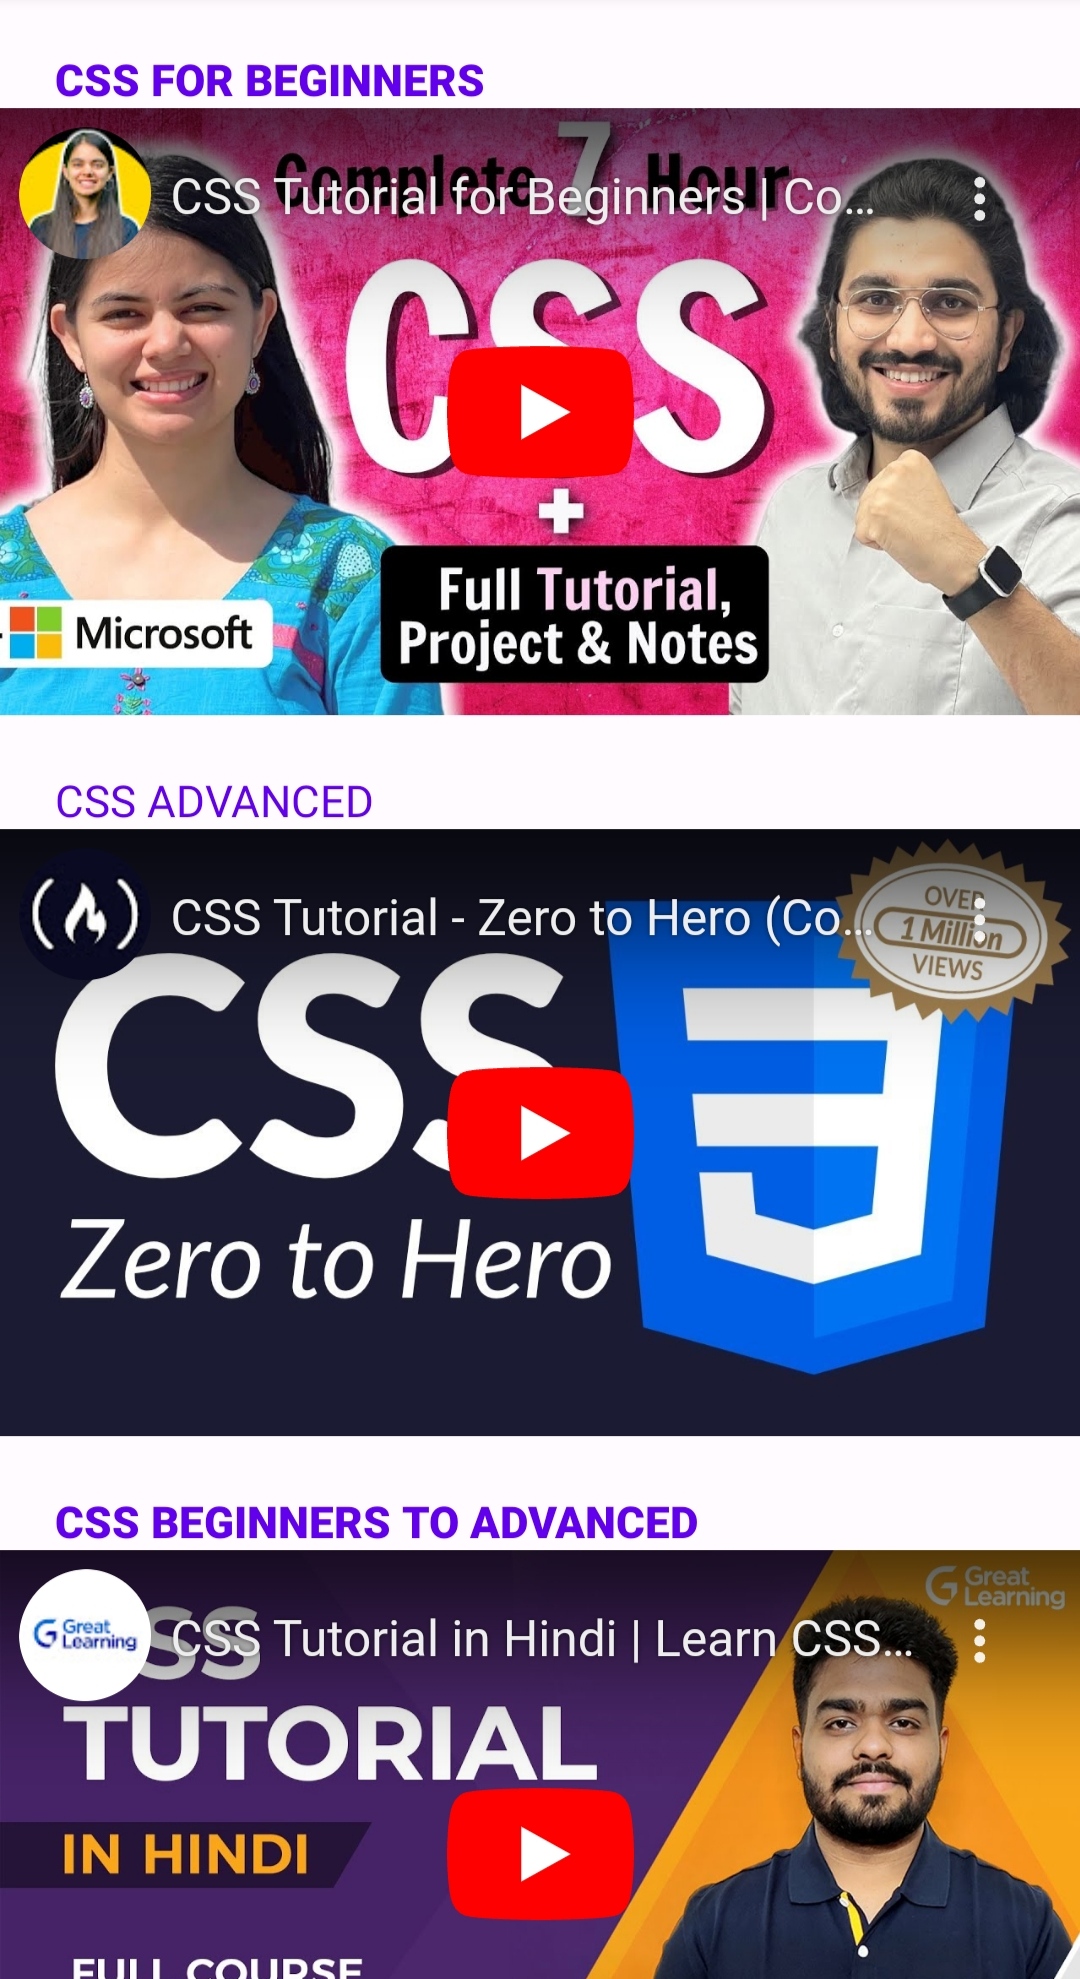 CSS FOR BEGINNERS
Complete 7 Hour
CSS Tutorial for Beginners | Co...
CSS
+
Full Tutorial,
Project & Notes
Microsoft
CSS ADVANCED
CSS Tutorial - Zero to Hero (Co...
OVER
1 Million
VIEWS
CSS
Zero to Hero
CSS BEGINNERS TO ADVANCED
Great
Learning
Great
Learning
CSS Tutorial in Hindi | Learn CSS...
CSS
TUTORIAL
IN HINDI
FULL COURSE